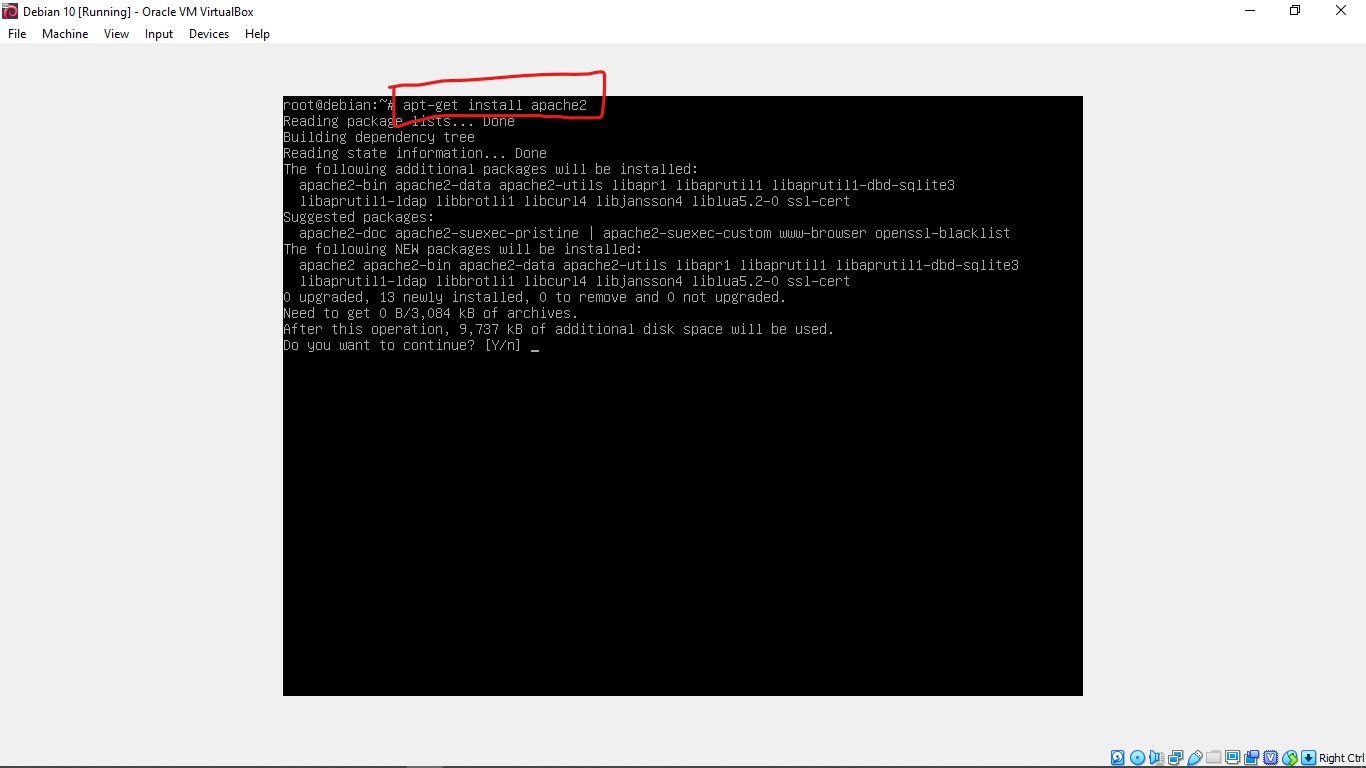 Debian 10 [Running] - Oracle VM VirtualBox
File Machine View Input Devices Help
root@debian:~# apt-get install apache2
Reading package lists... Done
Building dependency tree
Reading state information... Done
The following additional packages will be installed:
  apache2-bin apache2-data apache2-utils libapr1 libaprutil1 libaprutil1-dbd-sqlite3
  libaprutil1-ldap libbrotli1 libcurl4 libjansson4 liblua5.2-0 ssl-cert
Suggested packages:
  apache2-doc apache2-suexec-pristine | apache2-suexec-custom www-browser openssl-blacklist
The following NEW packages will be installed:
  apache2 apache2-bin apache2-data apache2-utils libapr1 libaprutil1 libaprutil1-dbd-sqlite3
  libaprutil1-ldap libbrotli1 libcurl4 libjansson4 liblua5.2-0 ssl-cert
0 upgraded, 13 newly installed, 0 to remove and 0 not upgraded.
Need to get 0 B/3,084 kB of archives.
After this operation, 9,737 kB of additional disk space will be used.
Do you want to continue? [Y/n] _
Right Ctrl